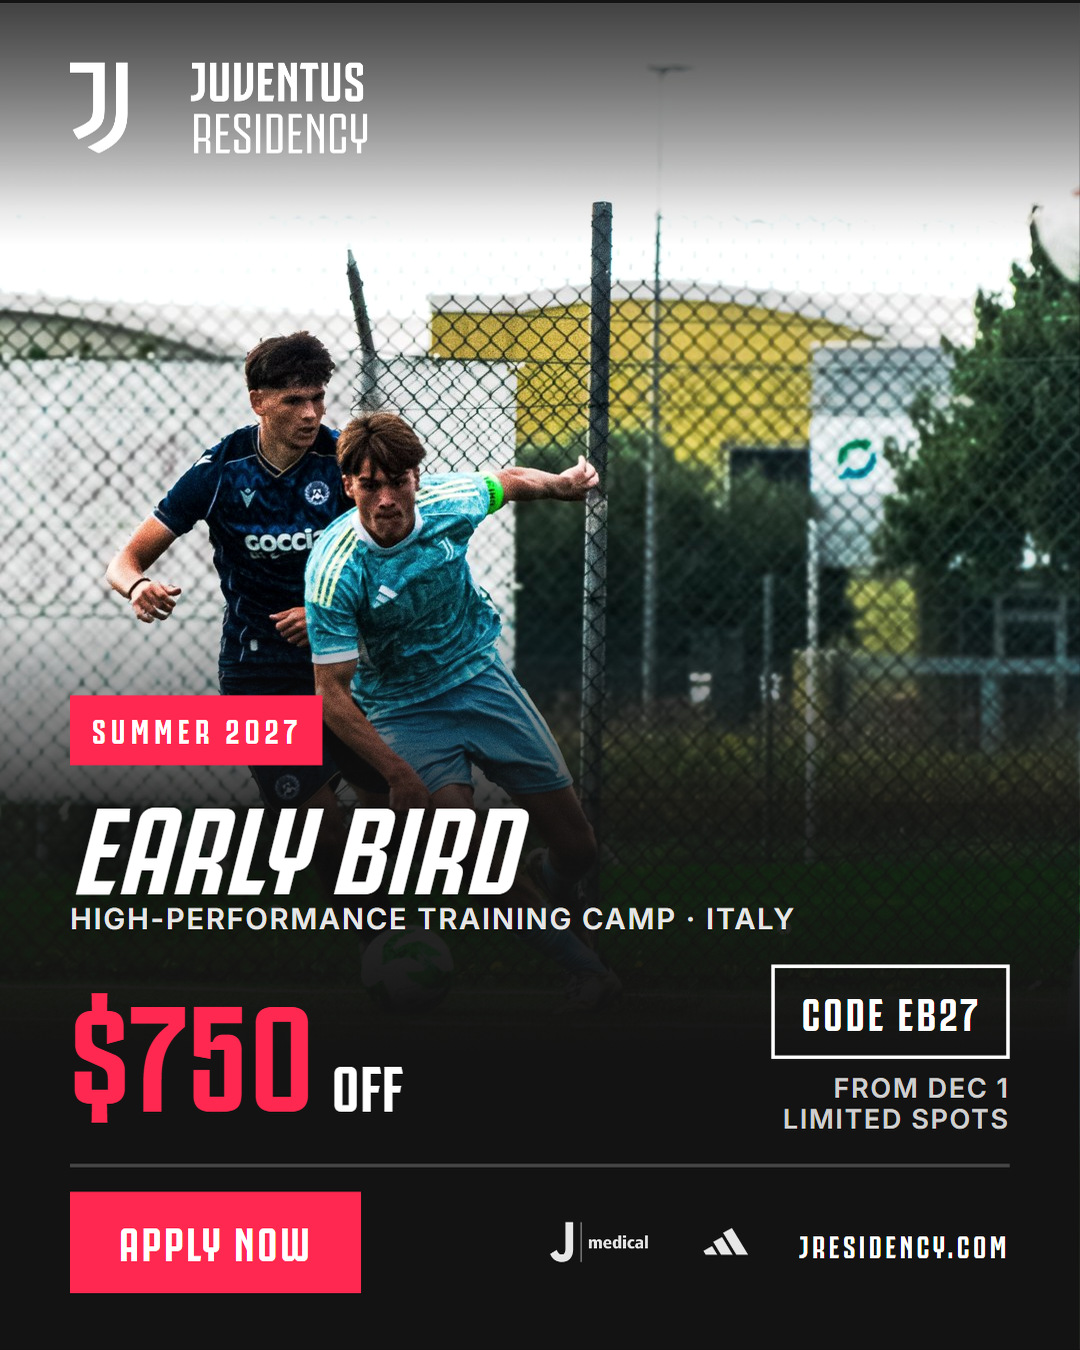 JUVENTUS
RESIDENCY
SUMMER 2027
EARLY BIRD
HIGH-PERFORMANCE TRAINING CAMP · ITALY
$750 OFF
CODE EB27
FROM DEC 1
LIMITED SPOTS
APPLY NOW
J medical
JRESIDENCY.COM